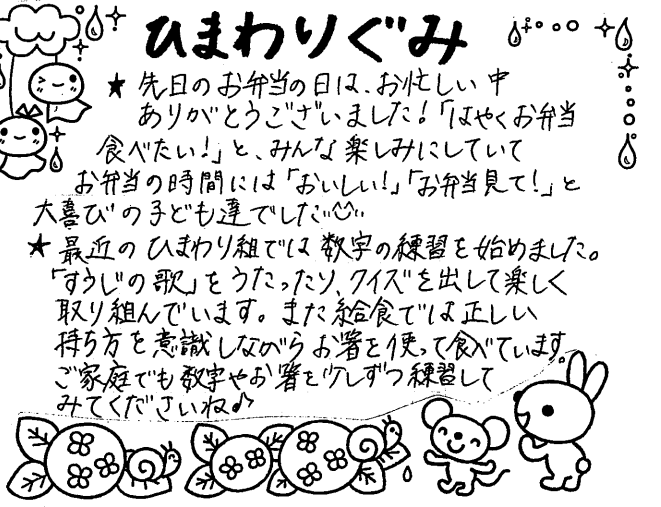 ひまわりぐみ
★ 先日のお弁当の日は、お忙しい中
ありがとうございました！「はやくお弁当
食べたい！」と、みんな楽しみにしていて
お弁当の時間には「おいしい！」「お弁当見て！」と
大喜びの子ども達でした
★ 最近のひまわり組では数字の練習を始めました。
「すうじの歌」をうたったり、クイズを出して楽しく
取り組んでいます。また給食では正しい
持ち方を意識しながらお箸を使って食べています。
ご家庭でも数字やお箸を少しずつ練習して
みてくださいね♪